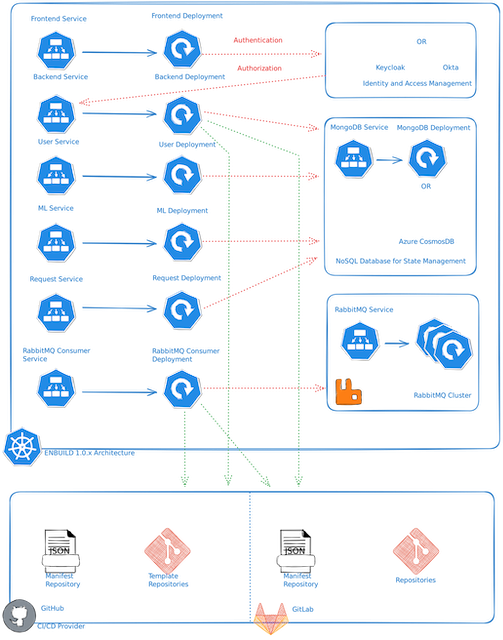 Frontend Service
Frontend Deployment
Authentication
OR
Keycloak
Okta
Identity and Access Management
Authorization
Backend Service
Backend Deployment
User Service
User Deployment
MongoDB Service
MongoDB Deployment
OR
Azure CosmosDB
NoSQL Database for State Management
ML Service
ML Deployment
Request Service
Request Deployment
RabbitMQ Service
RabbitMQ Cluster
RabbitMQ Consumer
Service
RabbitMQ Consumer
Deployment
ENBUILD 1.0.x Architecture
JSON
Manifest
Repository
Template
Repositories
JSON
Manifest
Repository
Repositories
GitHub
GitLab
CI/CD Provider